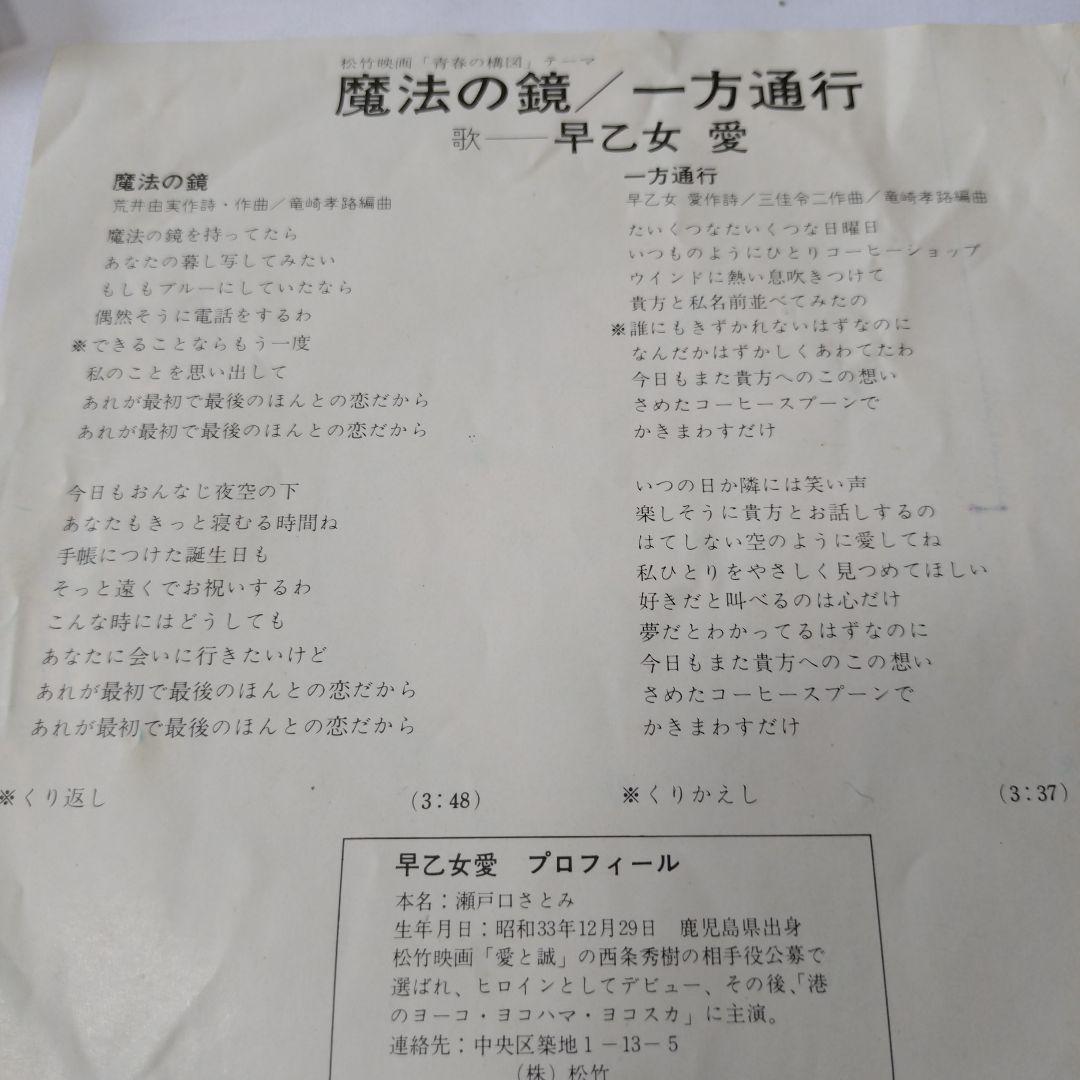 松竹映画「青春の構図」テーマ
魔法の鏡／一方通行
歌――早乙女 愛
魔法の鏡
荒井由実作詩・作曲／竜崎孝路編曲
魔法の鏡を持ってたら
あなたの暮し写してみたい
もしもブルーにしていたなら
偶然そうに電話をするわ
※できることならもう一度
私のことを思い出して
あれが最初で最後のほんとの恋だから
あれが最初で最後のほんとの恋だから
今日もおんなじ夜空の下
あなたもきっと寝むる時間ね
手帳につけた誕生日も
そっと遠くでお祝いするわ
こんな時にはどうしても
あなたに会いに行きたいけど
あれが最初で最後のほんとの恋だから
あれが最初で最後のほんとの恋だから
※くり返し
(3:48)
一方通行
早乙女 愛作詩／三佳令二作曲／竜崎孝路編曲
たいくつなたいくつな日曜日
いつものようにひとりコーヒーショップ
ウインドに熱い息吹きつけて
貴方と私名前並べてみたの
※誰にもきずかれないはずなのに
なんだかはずかしくあわてたわ
今日もまた貴方へのこの想い
さめたコーヒースプーンで
かきまわすだけ
いつの日か隣には笑い声
楽しそうに貴方とお話しするの
はてしない空のように愛してね
私ひとりをやさしく見つめてほしい
好きだと叫べるのは心だけ
夢だとわかってるはずなのに
今日もまた貴方へのこの想い
さめたコーヒースプーンで
かきまわすだけ
※くりかえし
(3:37)
早乙女愛　プロフィール
本名：瀬戸口さとみ
生年月日：昭和33年12月29日　鹿児島県出身
松竹映画「愛と誠」の西条秀樹の相手役公募で
選ばれ、ヒロインとしてデビュー、その後、「港
のヨーコ・ヨコハマ・ヨコスカ」に主演。
連絡先：中央区築地1－13－5
（株）松竹